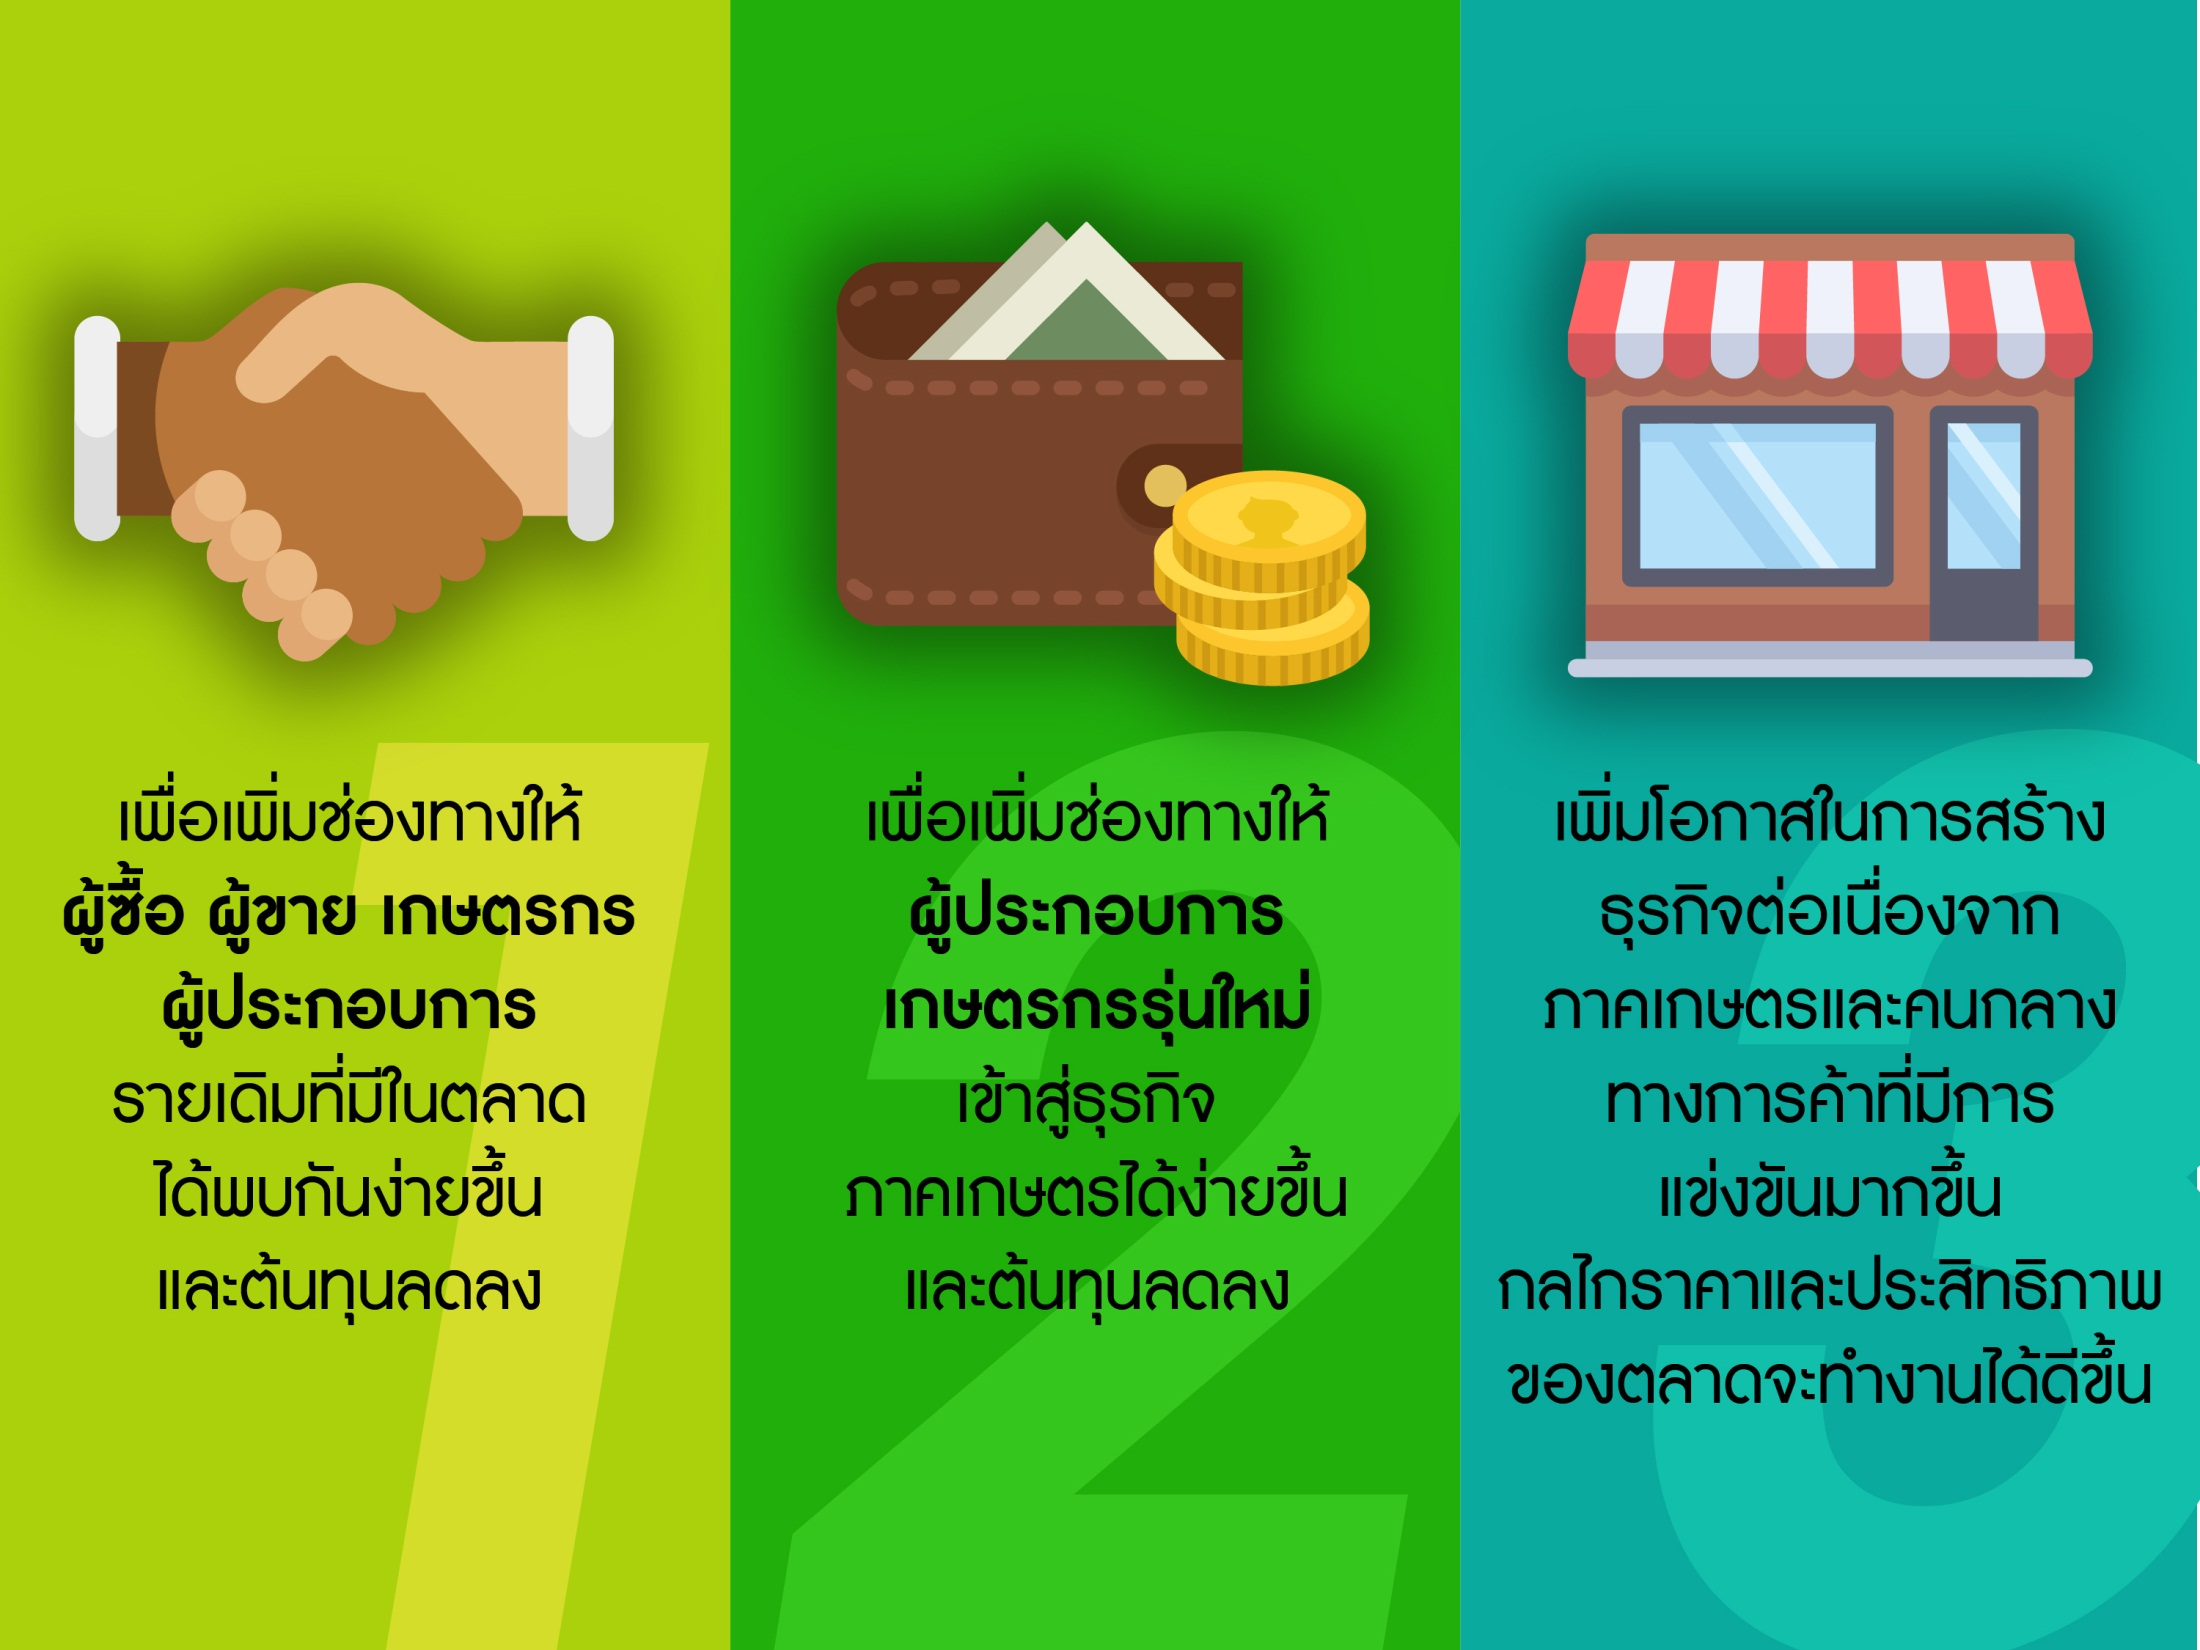 1
เพื่อเพิ่มช่องทางให้
ผู้ซื้อ ผู้ขาย เกษตรกร
ผู้ประกอบการ
รายเดิมที่มีในตลาด
ได้พบกันง่ายขึ้น
และต้นทุนลดลง
2
เพื่อเพิ่มช่องทางให้
ผู้ประกอบการ
เกษตรกรรุ่นใหม่
เข้าสู่ธุรกิจ
ภาคเกษตรได้ง่ายขึ้น
และต้นทุนลดลง
3
เพิ่มโอกาสในการสร้าง
ธุรกิจต่อเนื่องจาก
ภาคเกษตรและคนกลาง
ทางการค้าที่มีการ
แข่งขันมากขึ้น
กลไกราคาและประสิทธิภาพ
ของตลาดจะทำงานได้ดีขึ้น